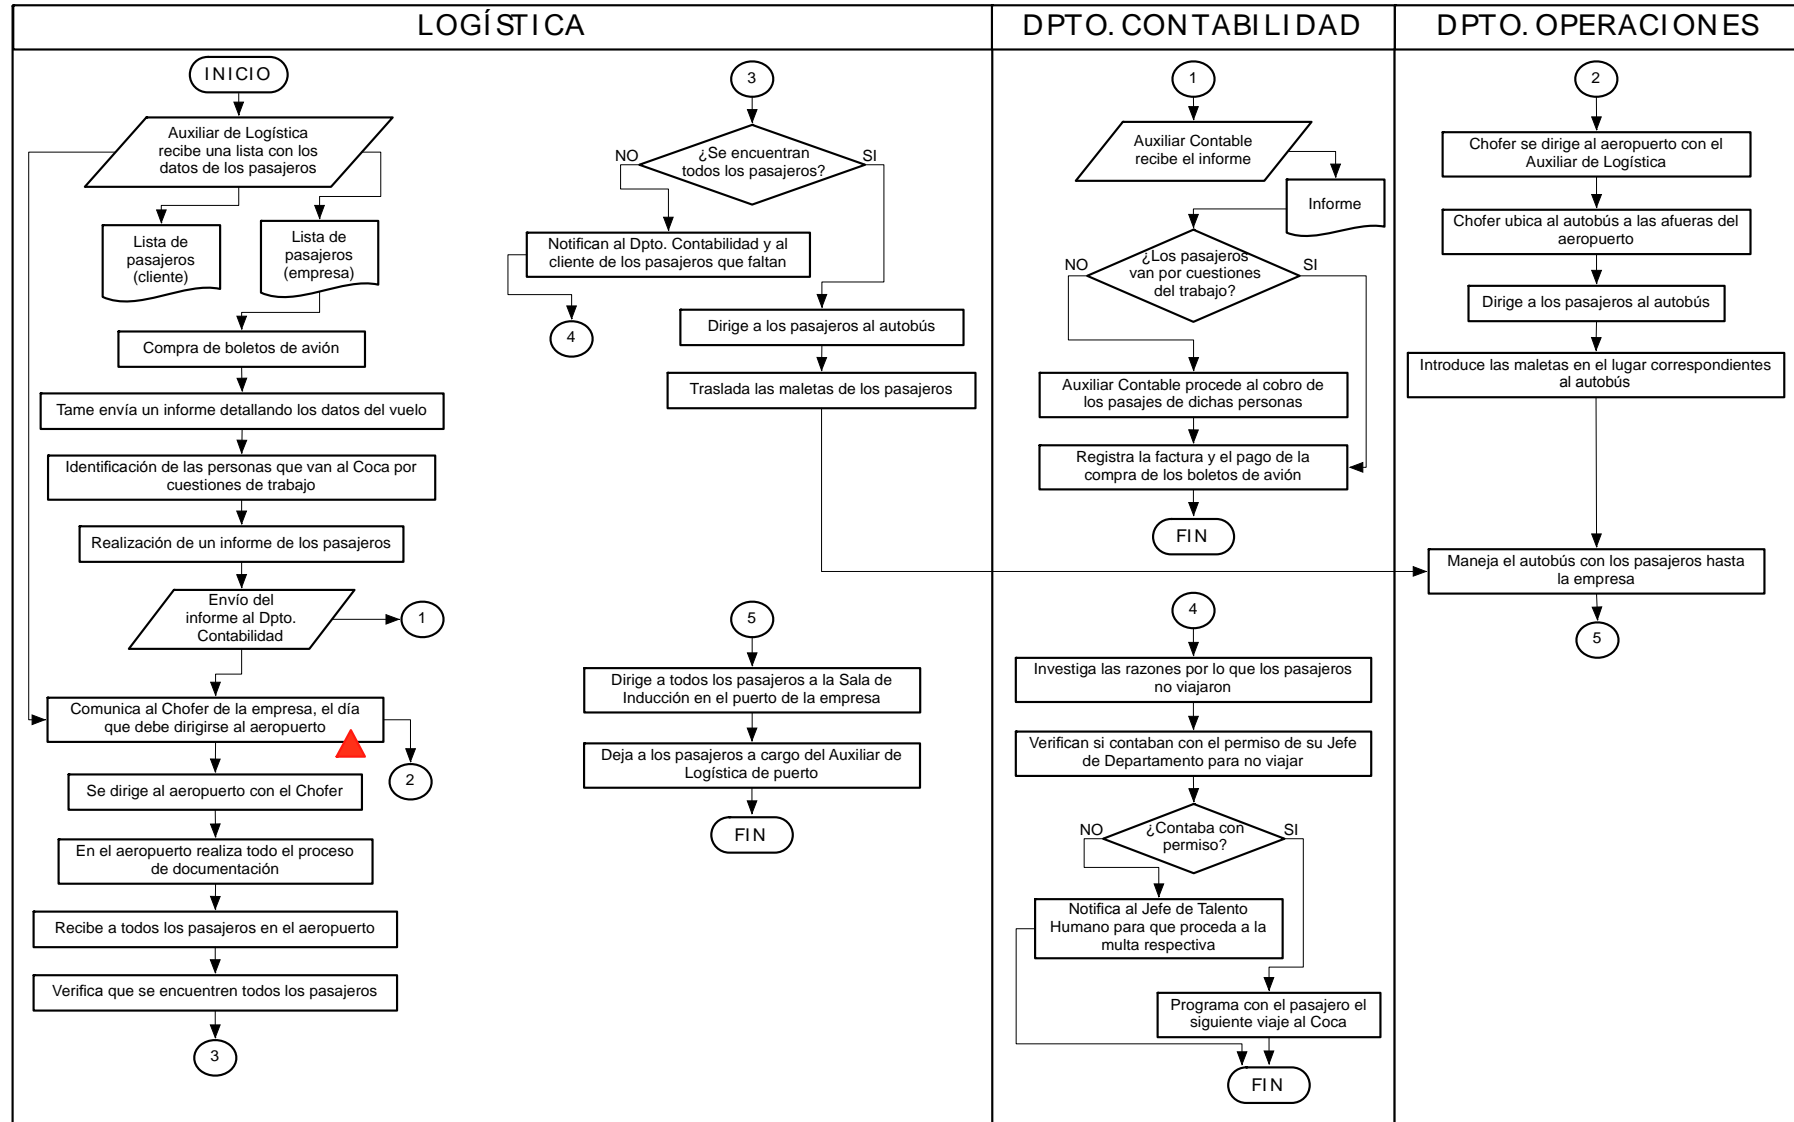 LOGÍSTICA
DPTO. CONTABILIDAD
DPTO. OPERACIONES
INICIO
Auxiliar de Logística
recibe una lista con los
datos de los pasajeros
Lista de
pasajeros
(cliente)
Lista de
pasajeros
(empresa)
Compra de boletos de avión
Tame envía un informe detallando los datos del vuelo
Identificación de las personas que van al Coca por
cuestiones de trabajo
Realización de un informe de los pasajeros
Envío del
informe al Dpto.
Contabilidad
1
Comunica al Chofer de la empresa, el día
que debe dirigirse al aeropuerto
2
Se dirige al aeropuerto con el Chofer
En el aeropuerto realiza todo el proceso
de documentación
Recibe a todos los pasajeros en el aeropuerto
Verifica que se encuentren todos los pasajeros
3
3
¿Se encuentran
todos los pasajeros?
NO
SI
Notifican al Dpto. Contabilidad y al
cliente de los pasajeros que faltan
4
Dirige a los pasajeros al autobús
Traslada las maletas de los pasajeros
5
Dirige a todos los pasajeros a la Sala de
Inducción en el puerto de la empresa
Deja a los pasajeros a cargo del Auxiliar de
Logística de puerto
FIN
1
Auxiliar Contable
recibe el informe
Informe
¿Los pasajeros
van por cuestiones
del trabajo?
NO
SI
Auxiliar Contable procede al cobro de
los pasajes de dichas personas
Registra la factura y el pago de la
compra de los boletos de avión
FIN
4
Investiga las razones por lo que los pasajeros
no viajaron
Verifican si contaban con el permiso de su Jefe
de Departamento para no viajar
¿Contaba con
permiso?
NO
SI
Notifica al Jefe de Talento
Humano para que proceda a la
multa respectiva
Programa con el pasajero el
siguiente viaje al Coca
FIN
2
Chofer se dirige al aeropuerto con el
Auxiliar de Logística
Chofer ubica al autobús a las afueras del
aeropuerto
Dirige a los pasajeros al autobús
Introduce las maletas en el lugar correspondientes
al autobús
Maneja el autobús con los pasajeros hasta
la empresa
5